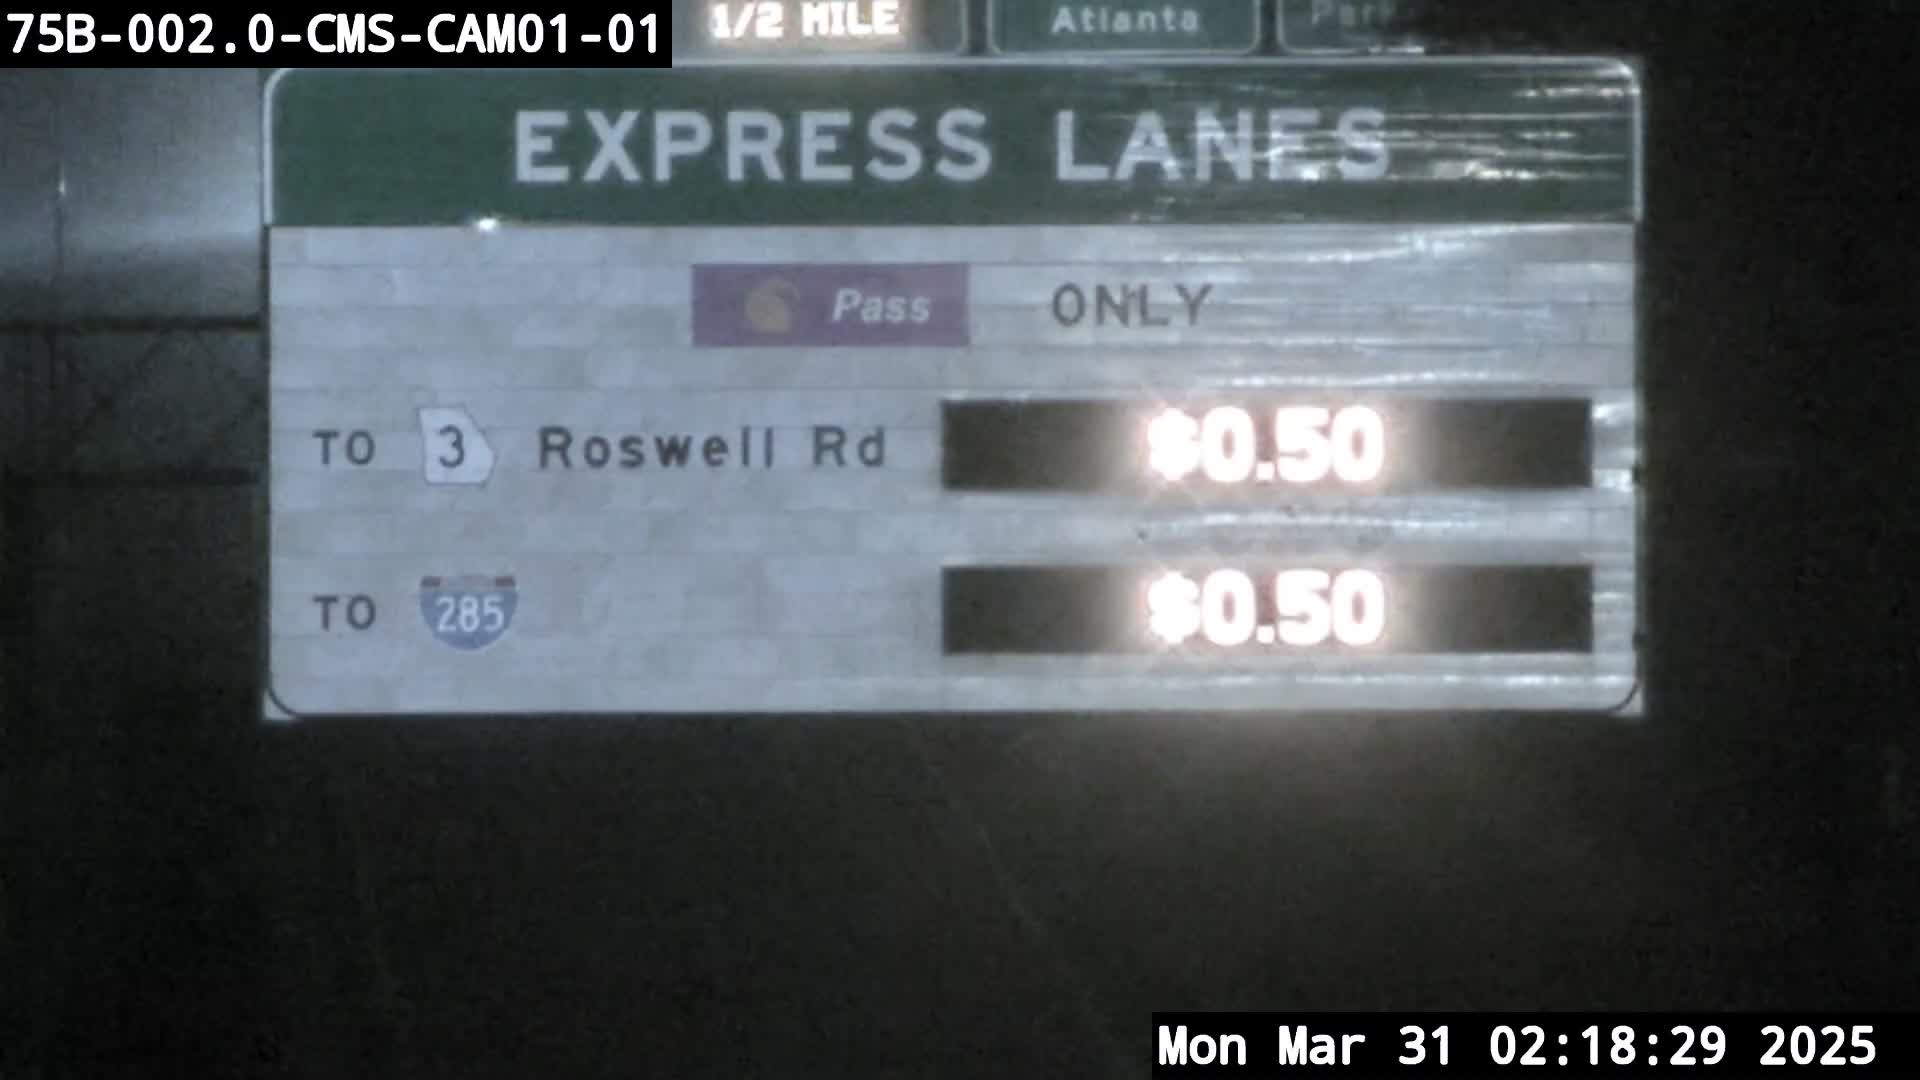 75B-002.0-CMS-CAM01-01
1/2 MILE
Atlanta
Park
EXPRESS LANES
Pass ONLY
TO 3 Roswell Rd $0.50
TO 285 $0.50
Mon Mar 31 02:18:29 2025